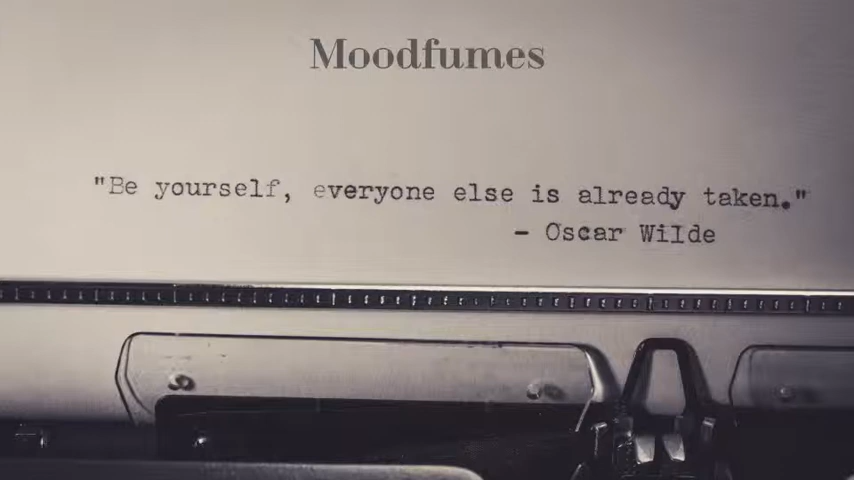 Moodfumes
"Be yourself, everyone else is already taken."
- Oscar Wilde